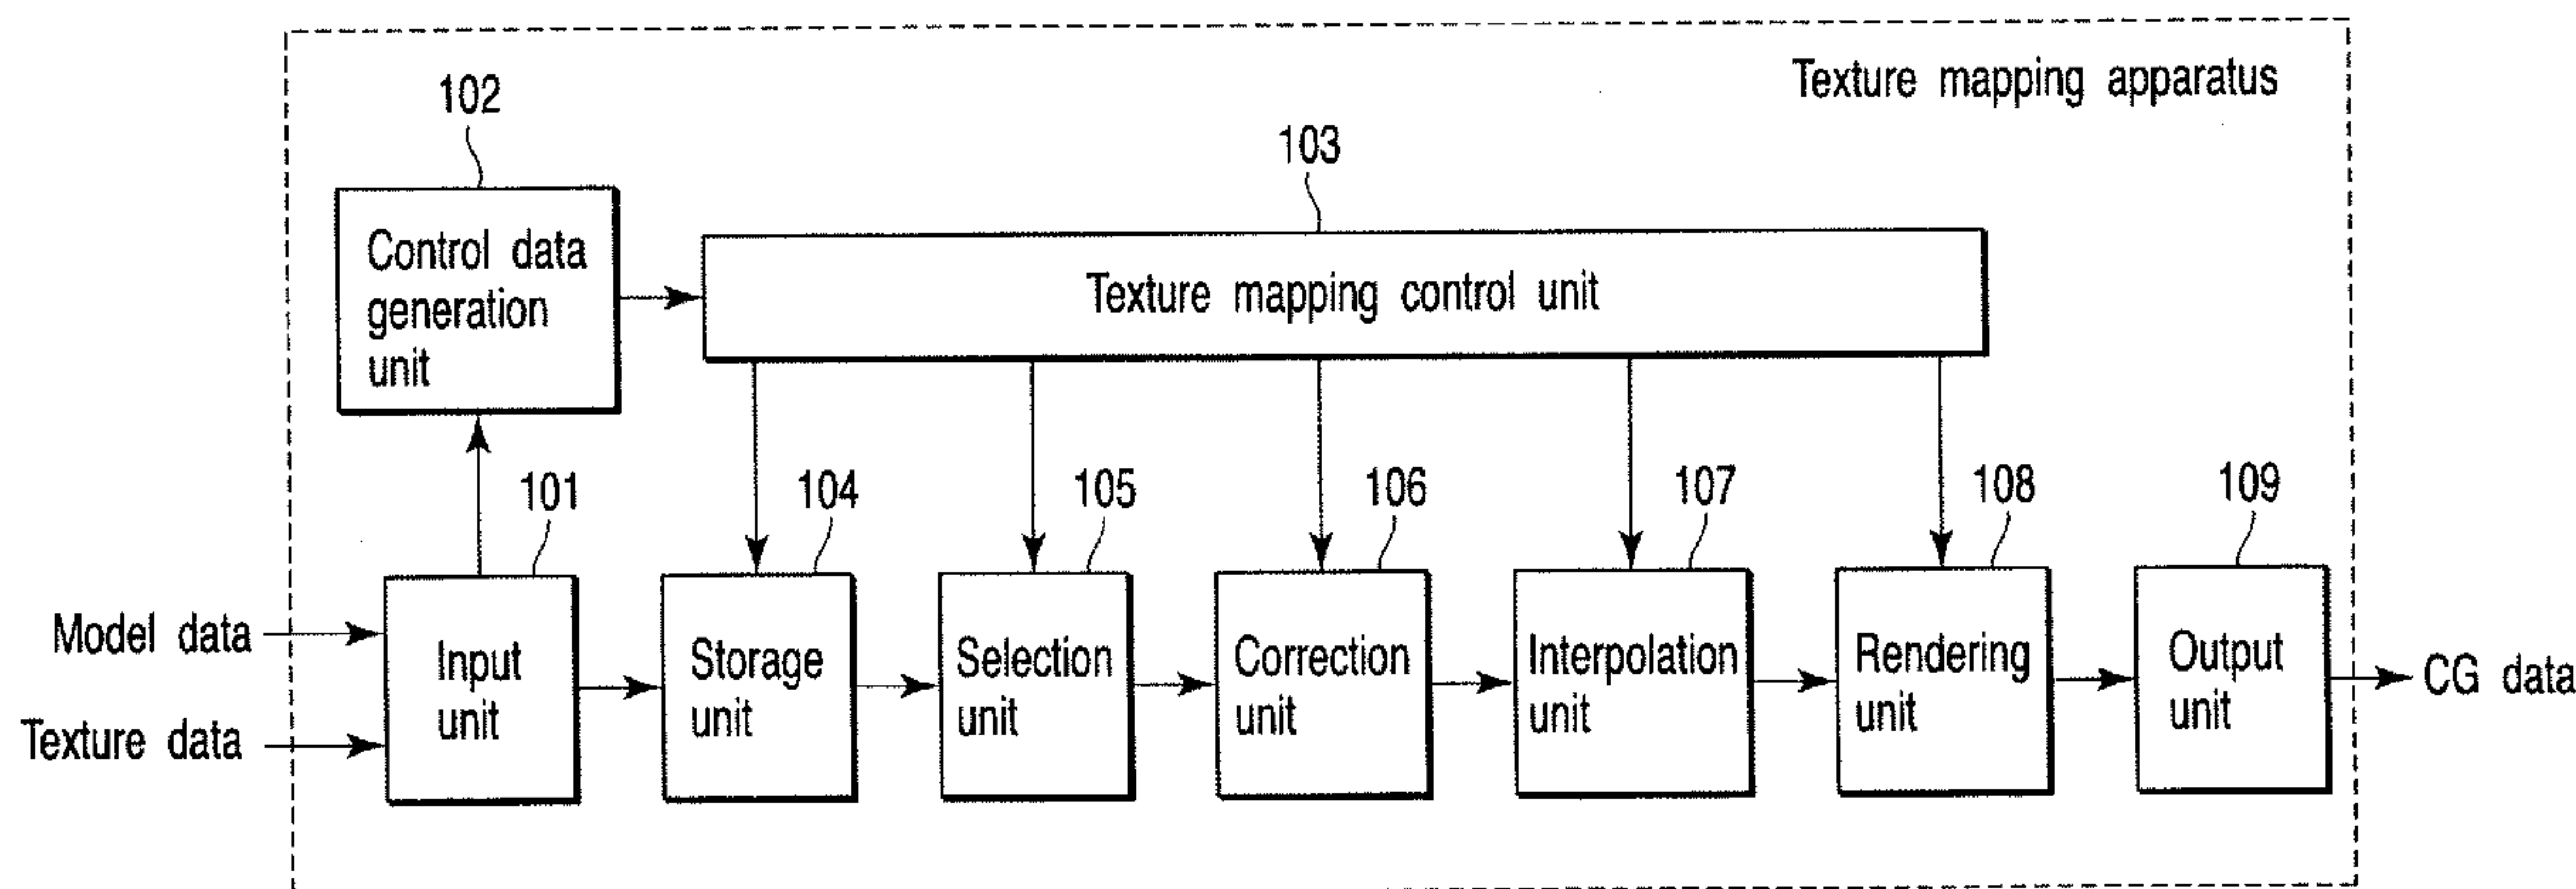 Texture mapping apparatus
102
103
Control data
generation
unit
Texture mapping control unit
101
104
105
106
107
108
109
Model data
Texture data
Input
unit
Storage
unit
Selection
unit
Correction
unit
Interpolation
unit
Rendering
unit
Output
unit
CG data